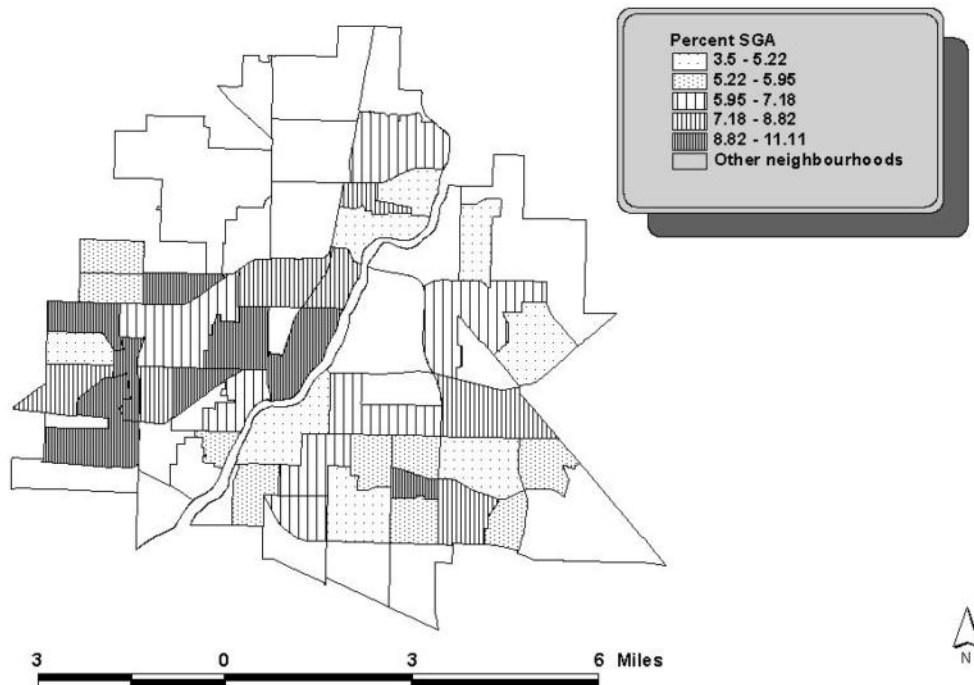 Percent SGA
3.5 - 5.22
5.22 - 5.95
5.95 - 7.18
7.18 - 8.82
8.82 - 11.11
Other neighbourhoods
3 0 3 6 Miles
N